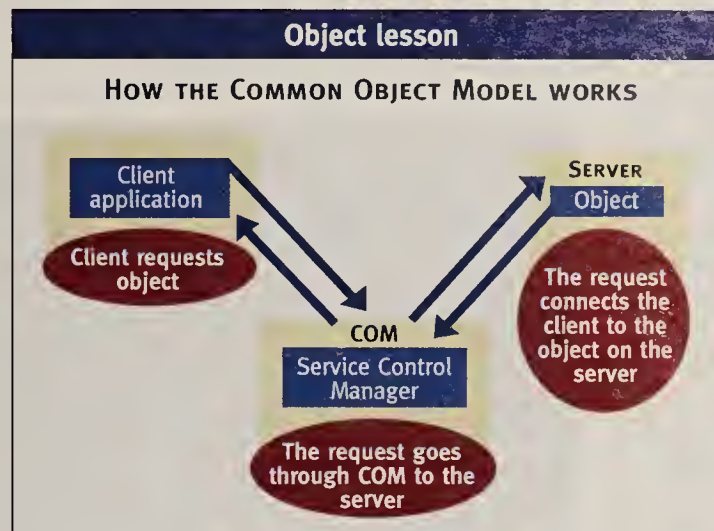 Object lesson
HOW THE COMMON OBJECT MODEL WORKS
Client
application
Client requests
object
COM
Service Control
Manager
The request goes
through COM to the
server
SERVER
Object
The request
connects the
client to the
object on the
server